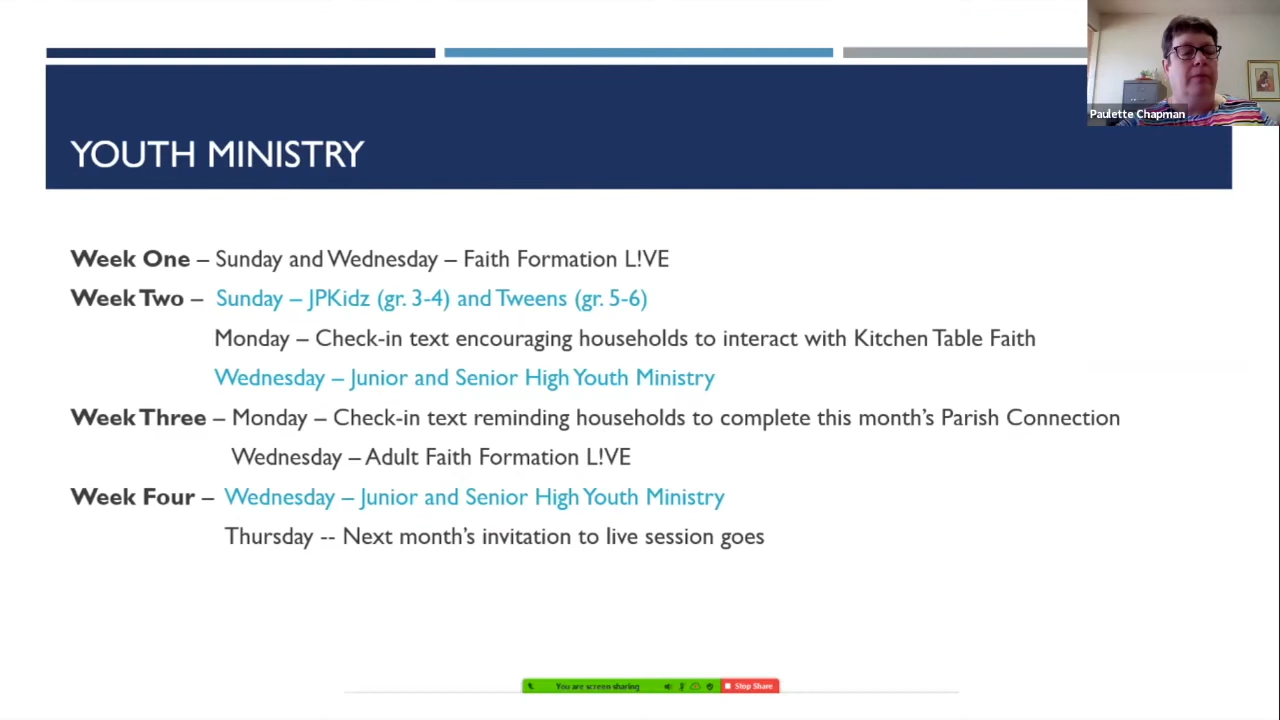 Paulette Chapman
YOUTH MINISTRY
Week One – Sunday and Wednesday – Faith Formation L!VE
Week Two – Sunday – JPKidz (gr. 3-4) and Tweens (gr. 5-6)
Monday – Check-in text encouraging households to interact with Kitchen Table Faith
Wednesday – Junior and Senior High Youth Ministry
Week Three – Monday – Check-in text reminding households to complete this month's Parish Connection
Wednesday – Adult Faith Formation L!VE
Week Four – Wednesday – Junior and Senior High Youth Ministry
Thursday -- Next month's invitation to live session goes
You are screen sharing
Stop Share